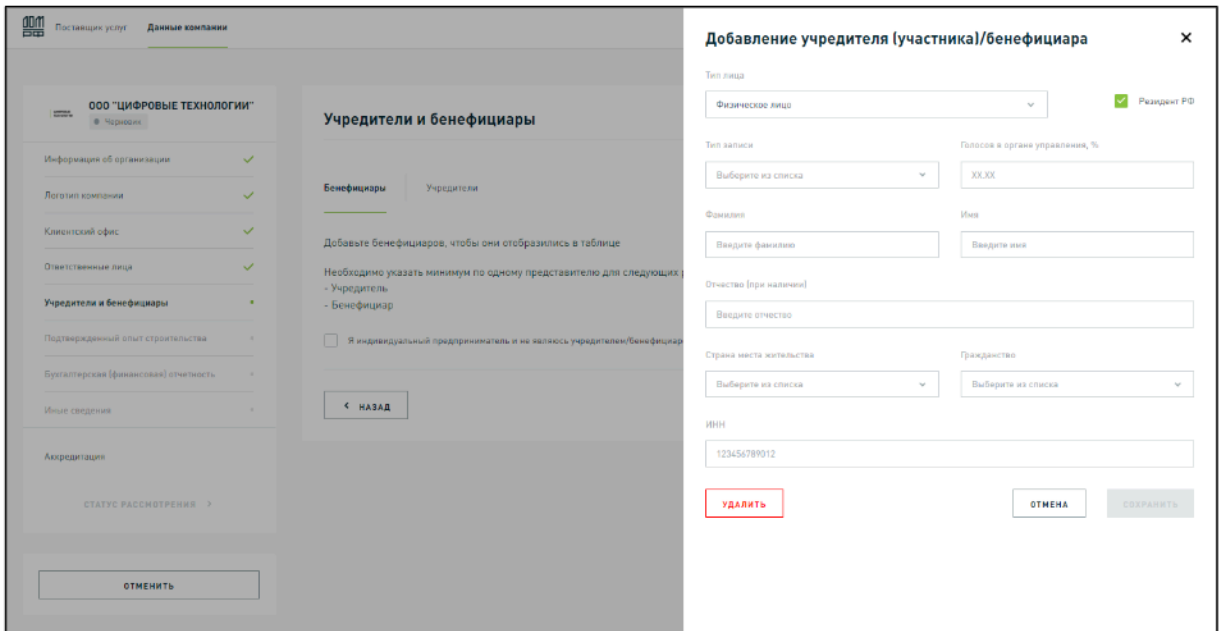 ДОМ РФ
Поставщик услуг
Данные компании
ООО "ЦИФРОВЫЕ ТЕХНОЛОГИИ"
Черновик
Информация об организации
Логотип компании
Клиентский офис
Ответственные лица
Учредители и бенефициары
Подтвержденный опыт строительства
Бухгалтерская (финансовая) отчетность
Иные сведения
Аккредитация
СТАТУС РАССМОТРЕНИЯ
ОТМЕНИТЬ
Учредители и бенефициары
Бенефициары
Учредители
Добавьте бенефициаров, чтобы они отобразились в таблице
Необходимо указать минимум по одному представителю для следующих
- Учредитель
- Бенефициар
Я индивидуальный предприниматель и не являюсь учредителем/бенефициар
НАЗАД
Добавление учредителя (участника)/бенефициара
Тип лица
Физическое лицо
Резидент РФ
Тип записи
Голосов в органе управления, %
Выберите из списка
XX.XX
Фамилия
Имя
Введите фамилию
Введите имя
Отчество (при наличии)
Введите отчество
Страна места жительства
Гражданство
Выберите из списка
Выберите из списка
ИНН
123456789012
УДАЛИТЬ
ОТМЕНА
СОХРАНИТЬ